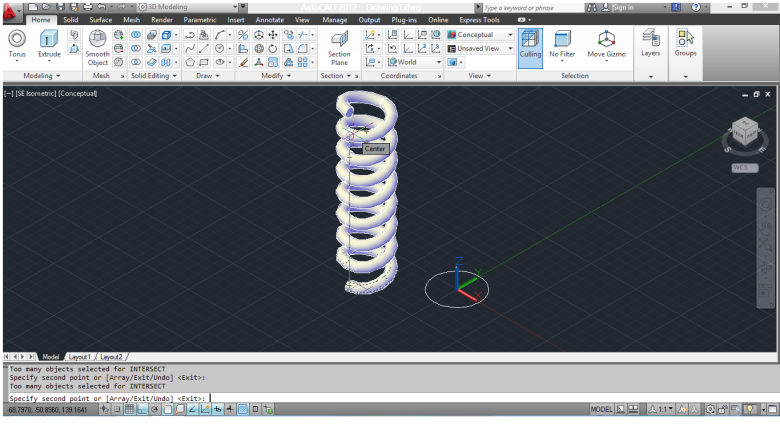 3D Modeling AutoCAD 2012 Drawing1.dwg Type a keyword or phrase Sign In
Home Solid Surface Mesh Render Parametric Insert Annotate View Manage Output Plug-ins Online Express Tools
Torus Extrude Smooth Object Section Plane Conceptual Unsaved View World Culling No Filter Move Gizmo Layers Groups
Modeling Mesh Solid Editing Draw Modify Section Coordinates View Selection
[−] [SE Isometric] [Conceptual]
Center
WCS
Z
Y
X
Model Layout1 Layout2
Too many objects selected for INTERSECT
Specify second point or [Array/Exit/Undo] <Exit>:
Too many objects selected for INTERSECT
Specify second point or [Array/Exit/Undo] <Exit>:
-68.7970, -50.8960, 139.1641 MODEL 1:1